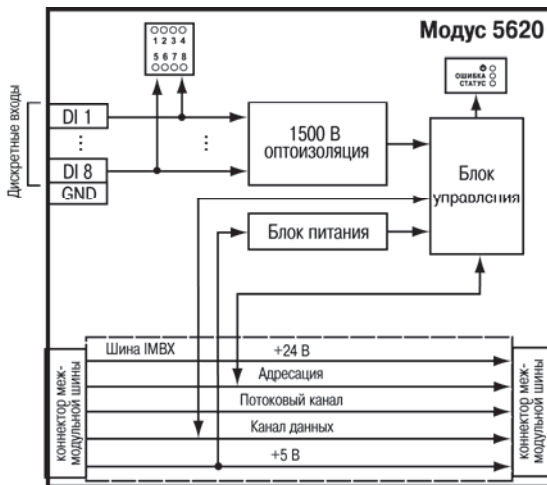 Модус 5620
1 2 3 4
5 6 7 8
ОШИБКА
СТАТУС
Дискретные входы
DI 1
DI 8
GND
1500 В
оптоизоляция
Блок
управления
Блок питания
Шина IMBX
+24 В
Адресация
Потоковый канал
Канал данных
+5 В
коннектор меж-
модульной шины
коннектор меж-
модульной шины